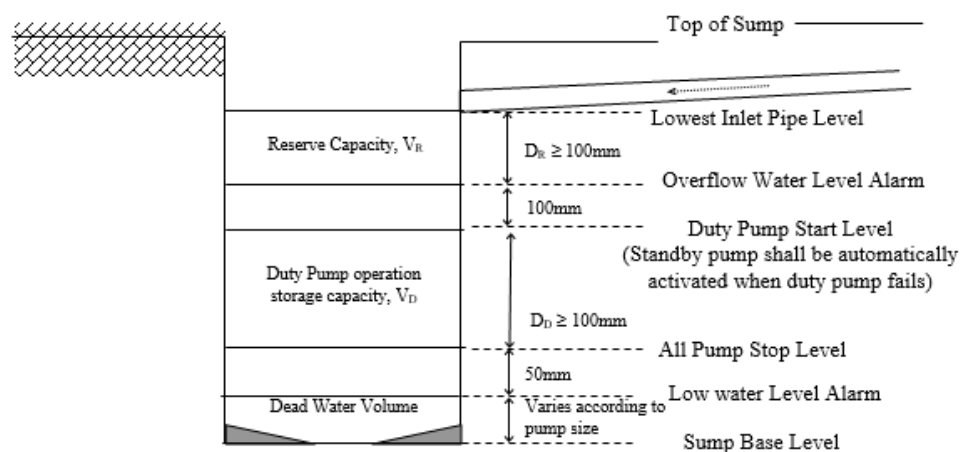 Top of Sump
Lowest Inlet Pipe Level
Reserve Capacity, VR
DR ≥ 100mm
Overflow Water Level Alarm
100mm
Duty Pump Start Level
(Standby pump shall be automatically
activated when duty pump fails)
Duty Pump operation
storage capacity, VD
DD ≥ 100mm
All Pump Stop Level
50mm
Low water Level Alarm
Dead Water Volume
Varies according to
pump size
Sump Base Level